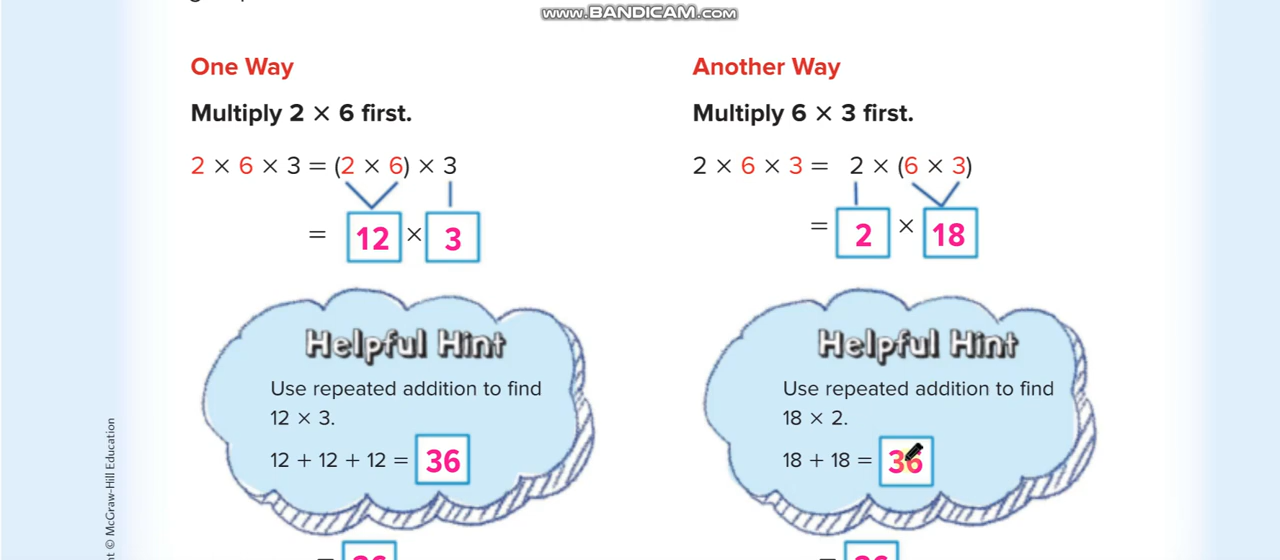 www.BANDICAM.com
One Way
Multiply 2 × 6 first.
2 × 6 × 3 = (2 × 6) × 3
= 12 × 3
Helpful Hint
Use repeated addition to find
12 × 3.
12 + 12 + 12 = 36
Another Way
Multiply 6 × 3 first.
2 × 6 × 3 = 2 × (6 × 3)
= 2 × 18
Helpful Hint
Use repeated addition to find
18 × 2.
18 + 18 = 36
© McGraw-Hill Education